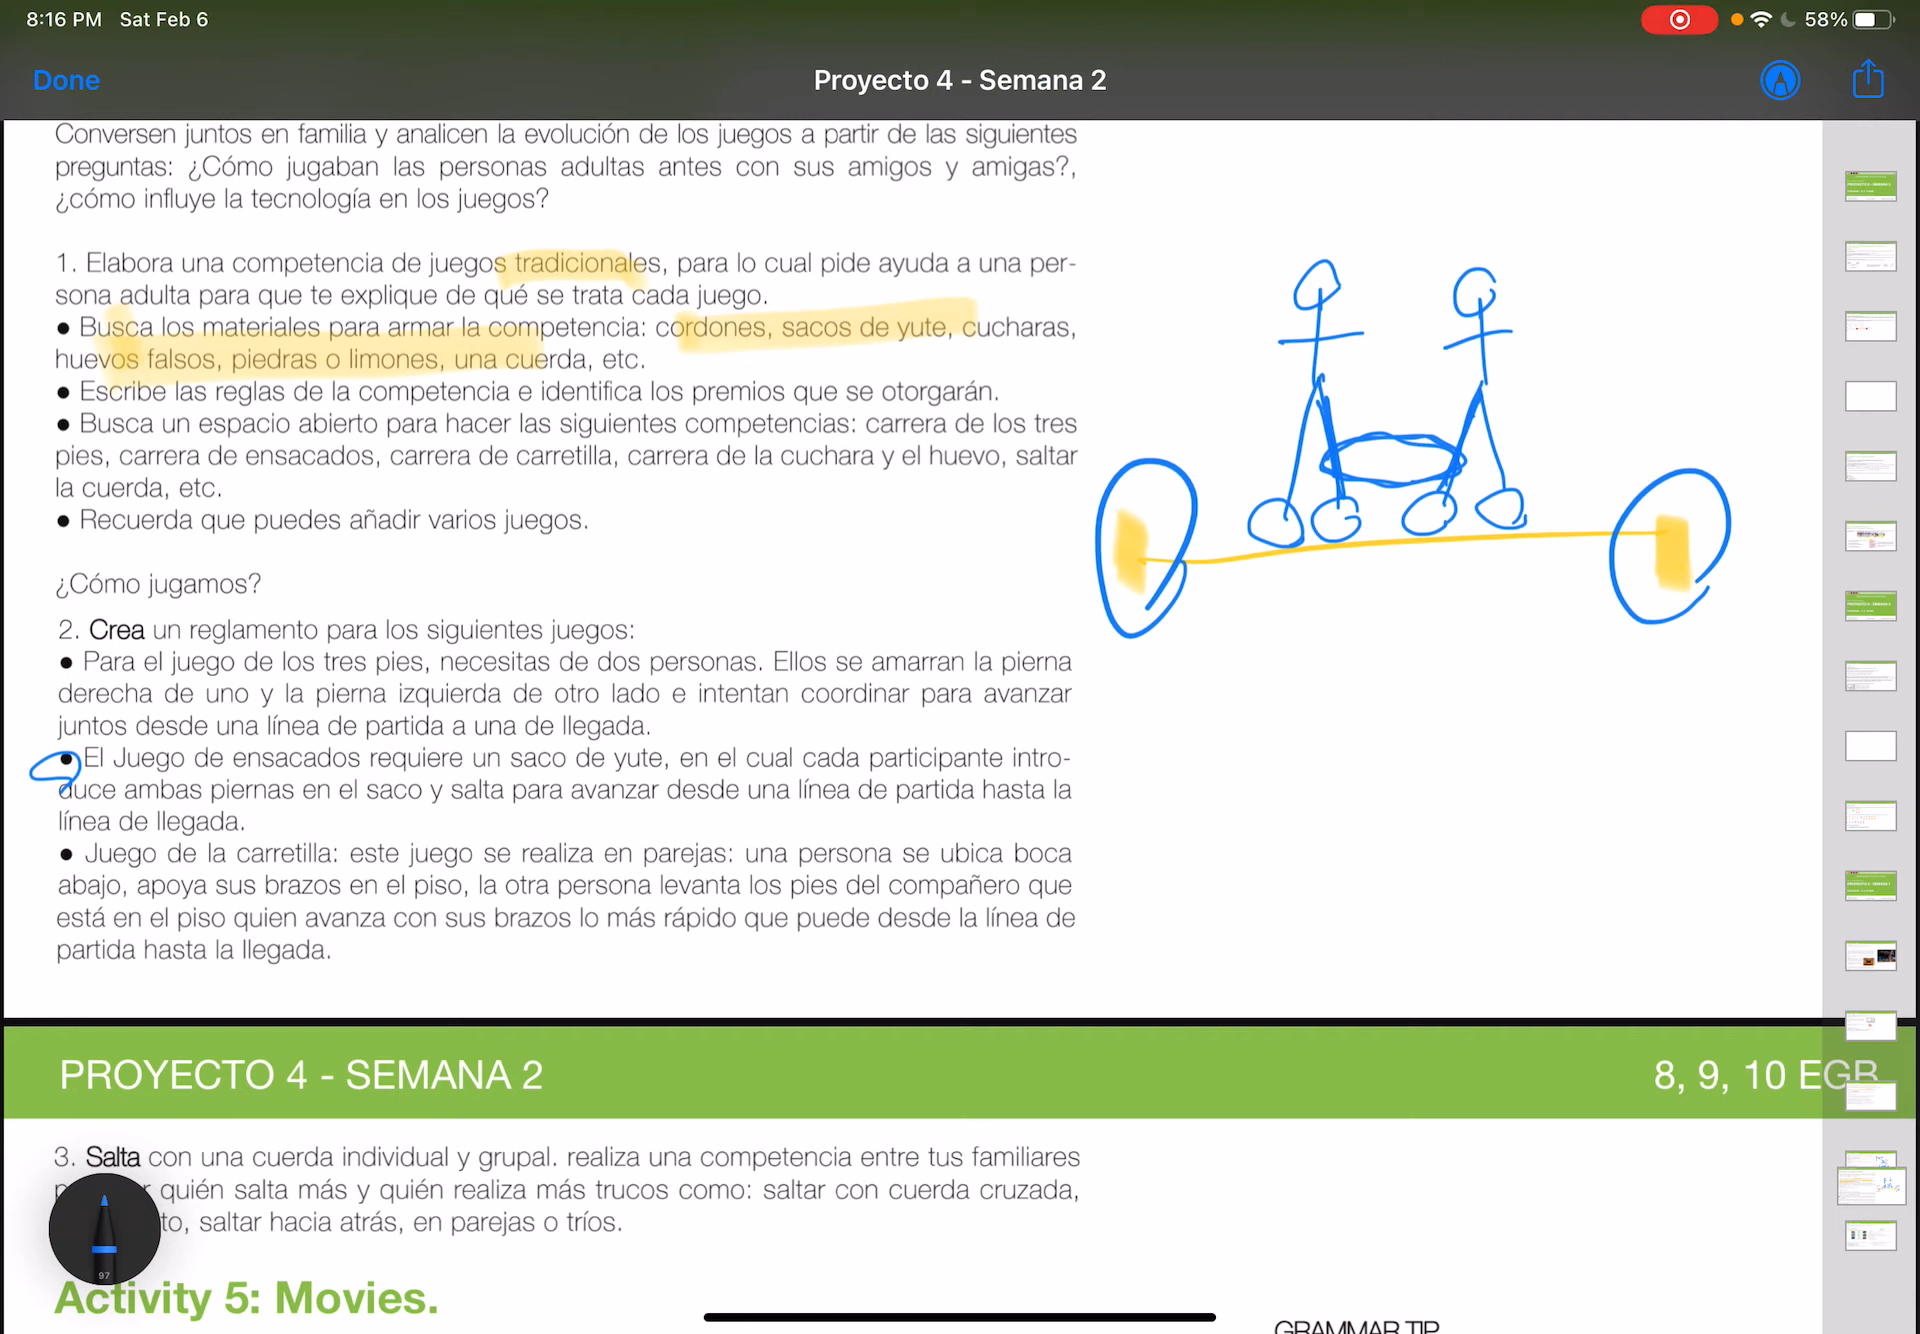 8:16 PM Sat Feb 6
58%
Done
Proyecto 4 - Semana 2
Conversen juntos en familia y analicen la evolución de los juegos a partir de las siguientes
preguntas: ¿Cómo jugaban las personas adultas antes con sus amigos y amigas?,
¿cómo influye la tecnología en los juegos?
1. Elabora una competencia de juegos tradicionales, para lo cual pide ayuda a una per-
sona adulta para que te explique de qué se trata cada juego.
● Busca los materiales para armar la competencia: cordones, sacos de yute, cucharas,
huevos falsos, piedras o limones, una cuerda, etc.
● Escribe las reglas de la competencia e identifica los premios que se otorgarán.
● Busca un espacio abierto para hacer las siguientes competencias: carrera de los tres
pies, carrera de ensacados, carrera de carretilla, carrera de la cuchara y el huevo, saltar
la cuerda, etc.
● Recuerda que puedes añadir varios juegos.
¿Cómo jugamos?
2. Crea un reglamento para los siguientes juegos:
● Para el juego de los tres pies, necesitas de dos personas. Ellos se amarran la pierna
derecha de uno y la pierna izquierda de otro lado e intentan coordinar para avanzar
juntos desde una línea de partida a una de llegada.
● El Juego de ensacados requiere un saco de yute, en el cual cada participante intro-
duce ambas piernas en el saco y salta para avanzar desde una línea de partida hasta la
línea de llegada.
● Juego de la carretilla: este juego se realiza en parejas: una persona se ubica boca
abajo, apoya sus brazos en el piso, la otra persona levanta los pies del compañero que
está en el piso quien avanza con sus brazos lo más rápido que puede desde la línea de
partida hasta la llegada.
PROYECTO 4 - SEMANA 2
8, 9, 10 EGB
3. Salta con una cuerda individual y grupal. realiza una competencia entre tus familiares
quién salta más y quién realiza más trucos como: saltar con cuerda cruzada,
to, saltar hacia atrás, en parejas o tríos.
97
Activity 5: Movies.
GRAMMAR TIP